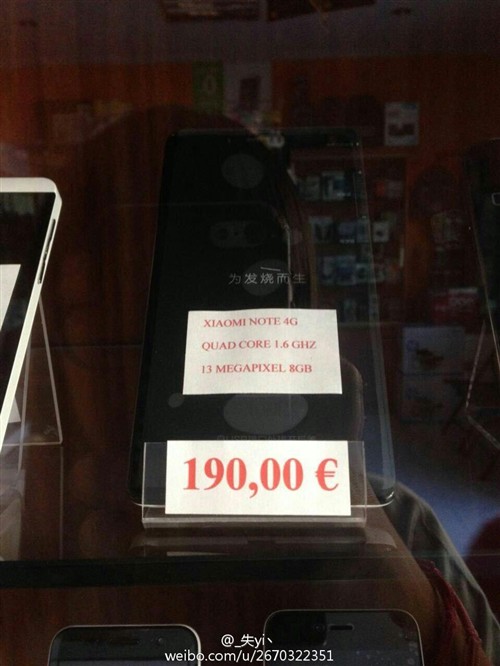 为发烧而生
XIAOMI NOTE 4G
QUAD CORE 1.6 GHZ
13 MEGAPIXEL 8GB
190,00 €
@_失yi丶
weibo.com/u/2670322351